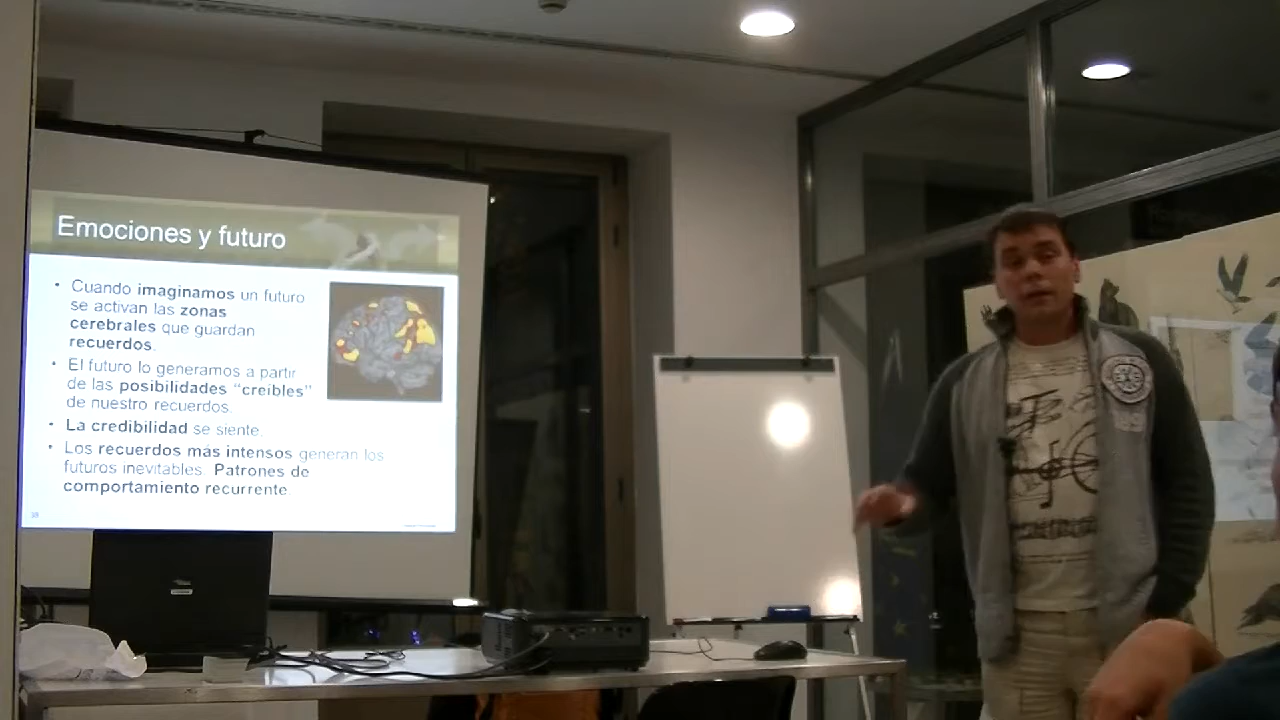 Emociones y futuro
• Cuando imaginamos un futuro
se activan las zonas
cerebrales que guardan
recuerdos.
• El futuro lo generamos a partir
de las posibilidades “creíbles”
de nuestro recuerdos.
• La credibilidad se siente.
• Los recuerdos más intensos generan los
futuros inevitables. Patrones de
comportamiento recurrente.